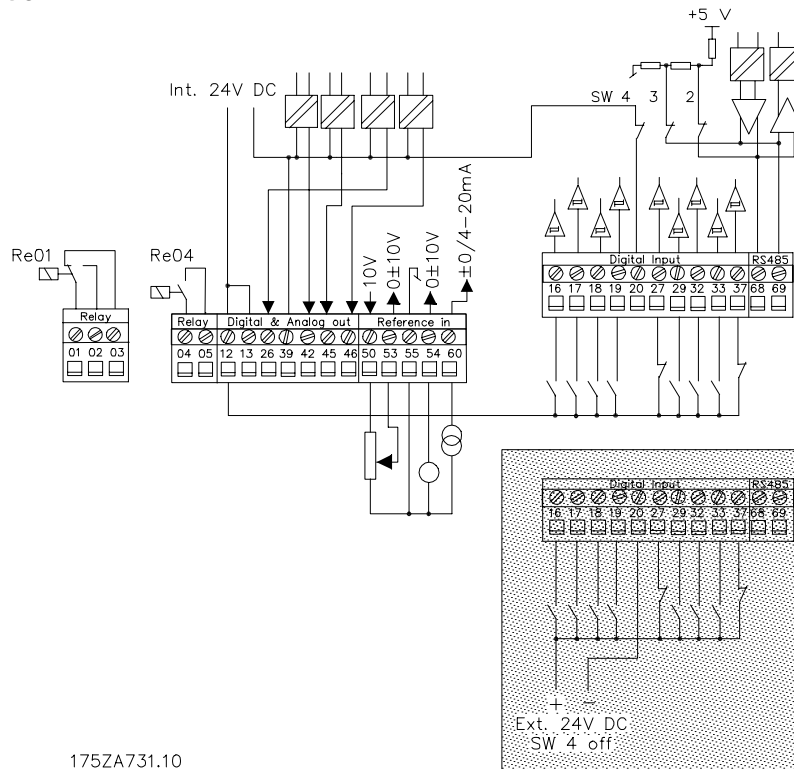 +5 V
Int. 24V DC
SW 4 3 2
10V
0±10V
0±10V
±0/4-20mA
Re01
Re04
Digital Input RS485
16 17 18 19 20 27 29 32 33 37 68 69
Relay
01 02 03
Relay Digital & Analog out Reference in
04 05 12 13 26 39 42 45 46 50 53 55 54 60
Digital Input RS485
16 17 18 19 20 27 29 32 33 37 68 69
+ −
Ext. 24V DC
SW 4 off
175ZA731.10